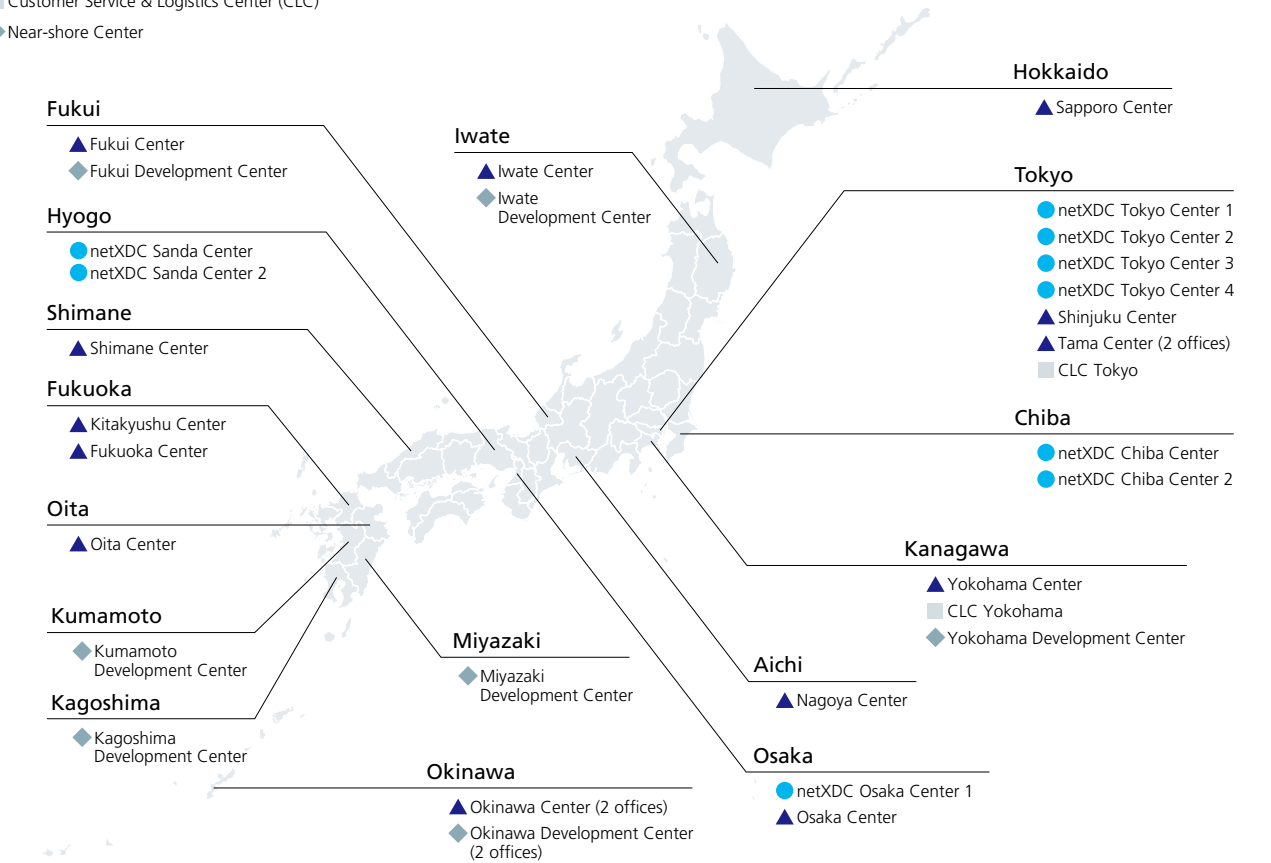 Customer Service & Logistics Center (CLC)
Near-shore Center
Hokkaido
Sapporo Center
Fukui
Fukui Center
Fukui Development Center
Iwate
Iwate Center
Iwate
Development Center
Tokyo
netXDC Tokyo Center 1
netXDC Tokyo Center 2
netXDC Tokyo Center 3
netXDC Tokyo Center 4
Shinjuku Center
Tama Center (2 offices)
CLC Tokyo
Hyogo
netXDC Sanda Center
netXDC Sanda Center 2
Shimane
Shimane Center
Fukuoka
Kitakyushu Center
Fukuoka Center
Chiba
netXDC Chiba Center
netXDC Chiba Center 2
Oita
Oita Center
Kanagawa
Yokohama Center
CLC Yokohama
Yokohama Development Center
Kumamoto
Kumamoto
Development Center
Miyazaki
Miyazaki
Development Center
Aichi
Nagoya Center
Kagoshima
Kagoshima
Development Center
Osaka
netXDC Osaka Center 1
Osaka Center
Okinawa
Okinawa Center (2 offices)
Okinawa Development Center
(2 offices)